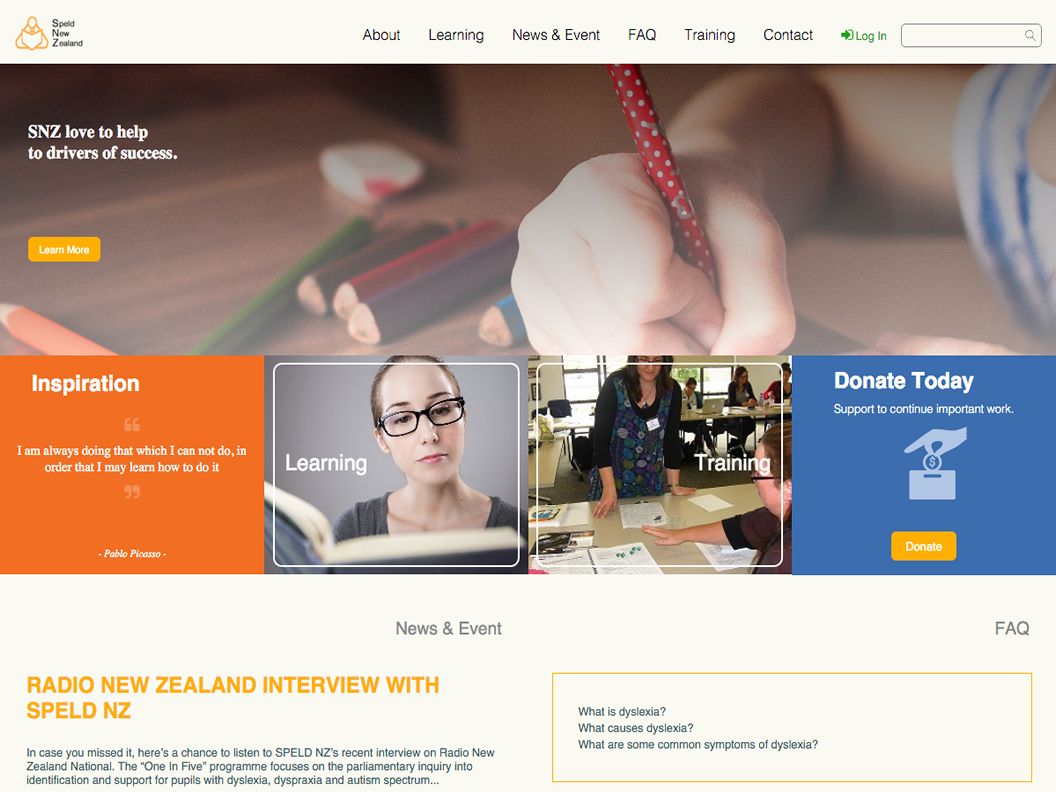 Speld
New
Zealand
About Learning News & Event FAQ Training Contact Log In
SNZ love to help
to drivers of success.
Learn More
Inspiration
“
I am always doing that which I can not do, in
order that I may learn how to do it
”
- Pablo Picasso -
Learning
Training
Donate Today
Support to continue important work.
$
Donate
News & Event
RADIO NEW ZEALAND INTERVIEW WITH
SPELD NZ
In case you missed it, here’s a chance to listen to SPELD NZ’s recent interview on Radio New
Zealand National. The “One In Five” programme focuses on the parliamentary inquiry into
identification and support for pupils with dyslexia, dyspraxia and autism spectrum...
FAQ
What is dyslexia?
What causes dyslexia?
What are some common symptoms of dyslexia?